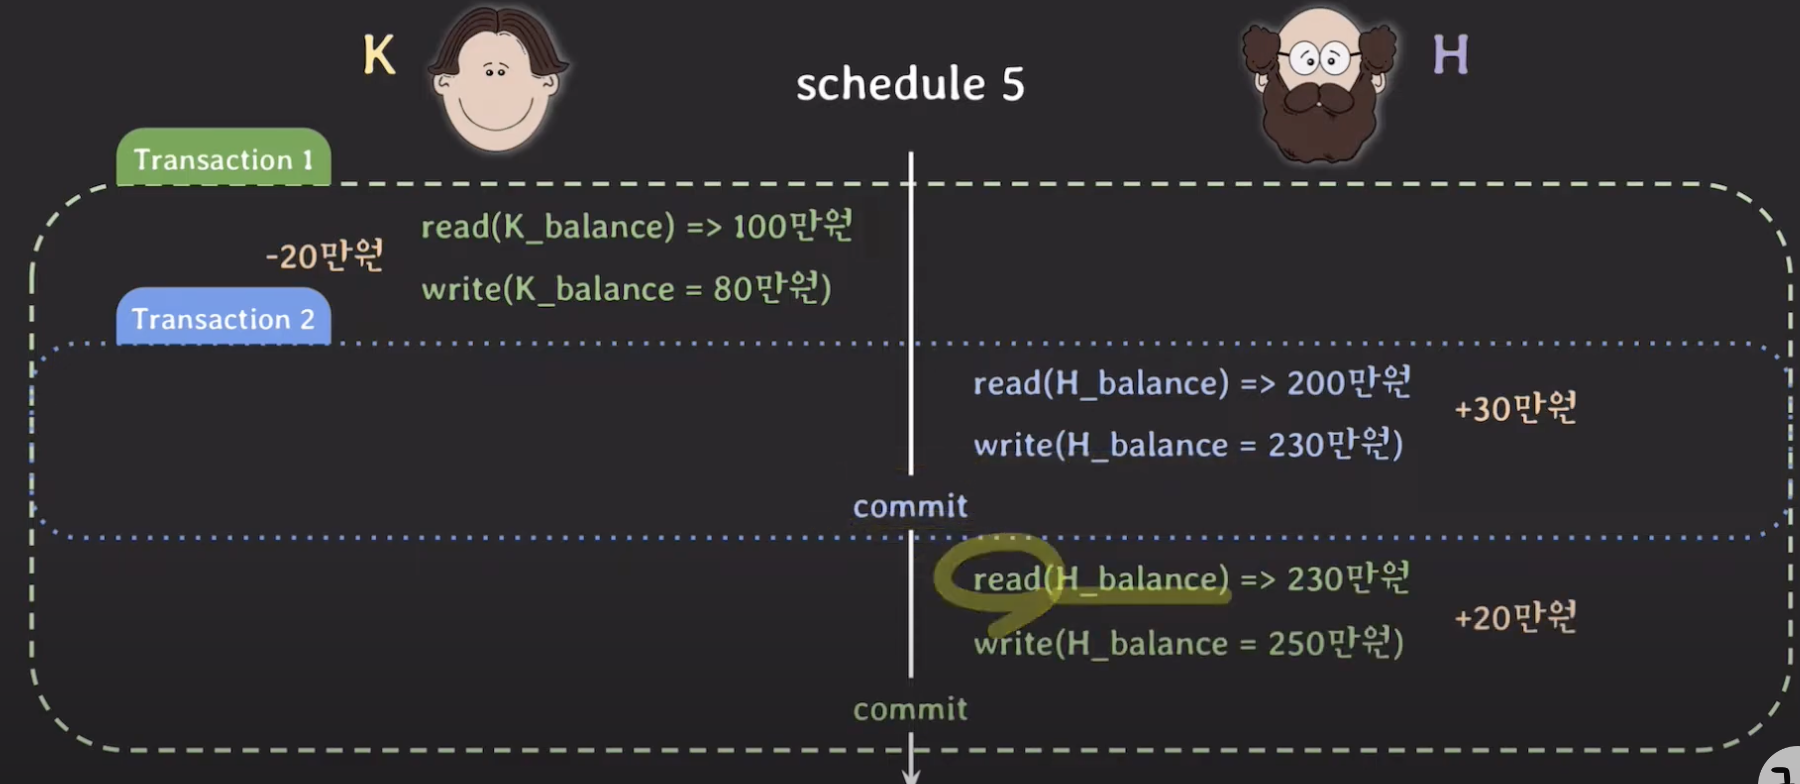 K
H
schedule 5
Transaction 1
read(K_balance) => 100만원
-20만원
write(K_balance = 80만원)
Transaction 2
read(H_balance) => 200만원
+30만원
write(H_balance = 230만원)
commit
read(H_balance) => 230만원
+20만원
write(H_balance = 250만원)
commit